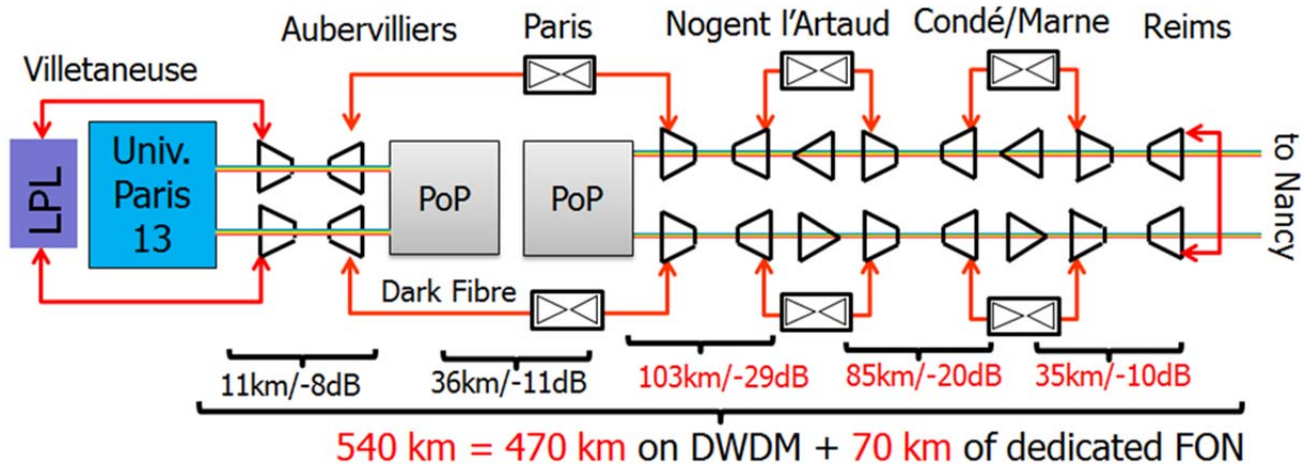 Villetaneuse
Aubervilliers
Paris
Nogent l’Artaud
Condé/Marne
Reims
LPL
Univ.
Paris
13
PoP
PoP
to Nancy
Dark Fibre
11km/-8dB
36km/-11dB
103km/-29dB
85km/-20dB
35km/-10dB
540 km = 470 km on DWDM + 70 km of dedicated FON